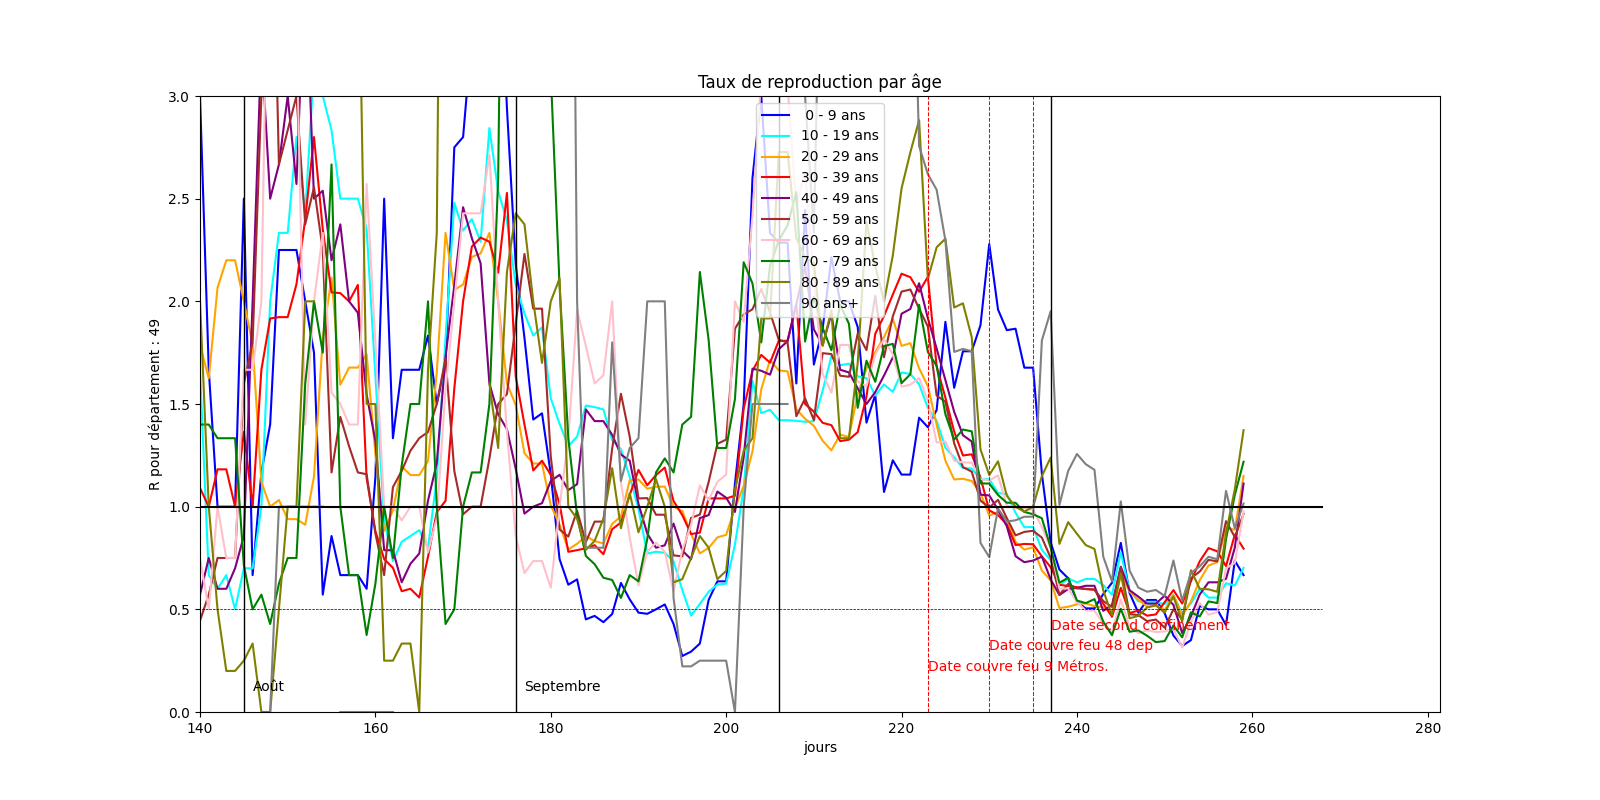 Taux de reproduction par âge
3.0
2.5
2.0
1.5
1.0
0.5
0.0
R pour département : 49
0 - 9 ans
10 - 19 ans
20 - 29 ans
30 - 39 ans
40 - 49 ans
50 - 59 ans
60 - 69 ans
70 - 79 ans
80 - 89 ans
90 ans+
Date second confinement
Date couvre feu 48 dep
Date couvre feu 9 Métros.
Août
Septembre
140
160
180
200
220
240
260
280
jours